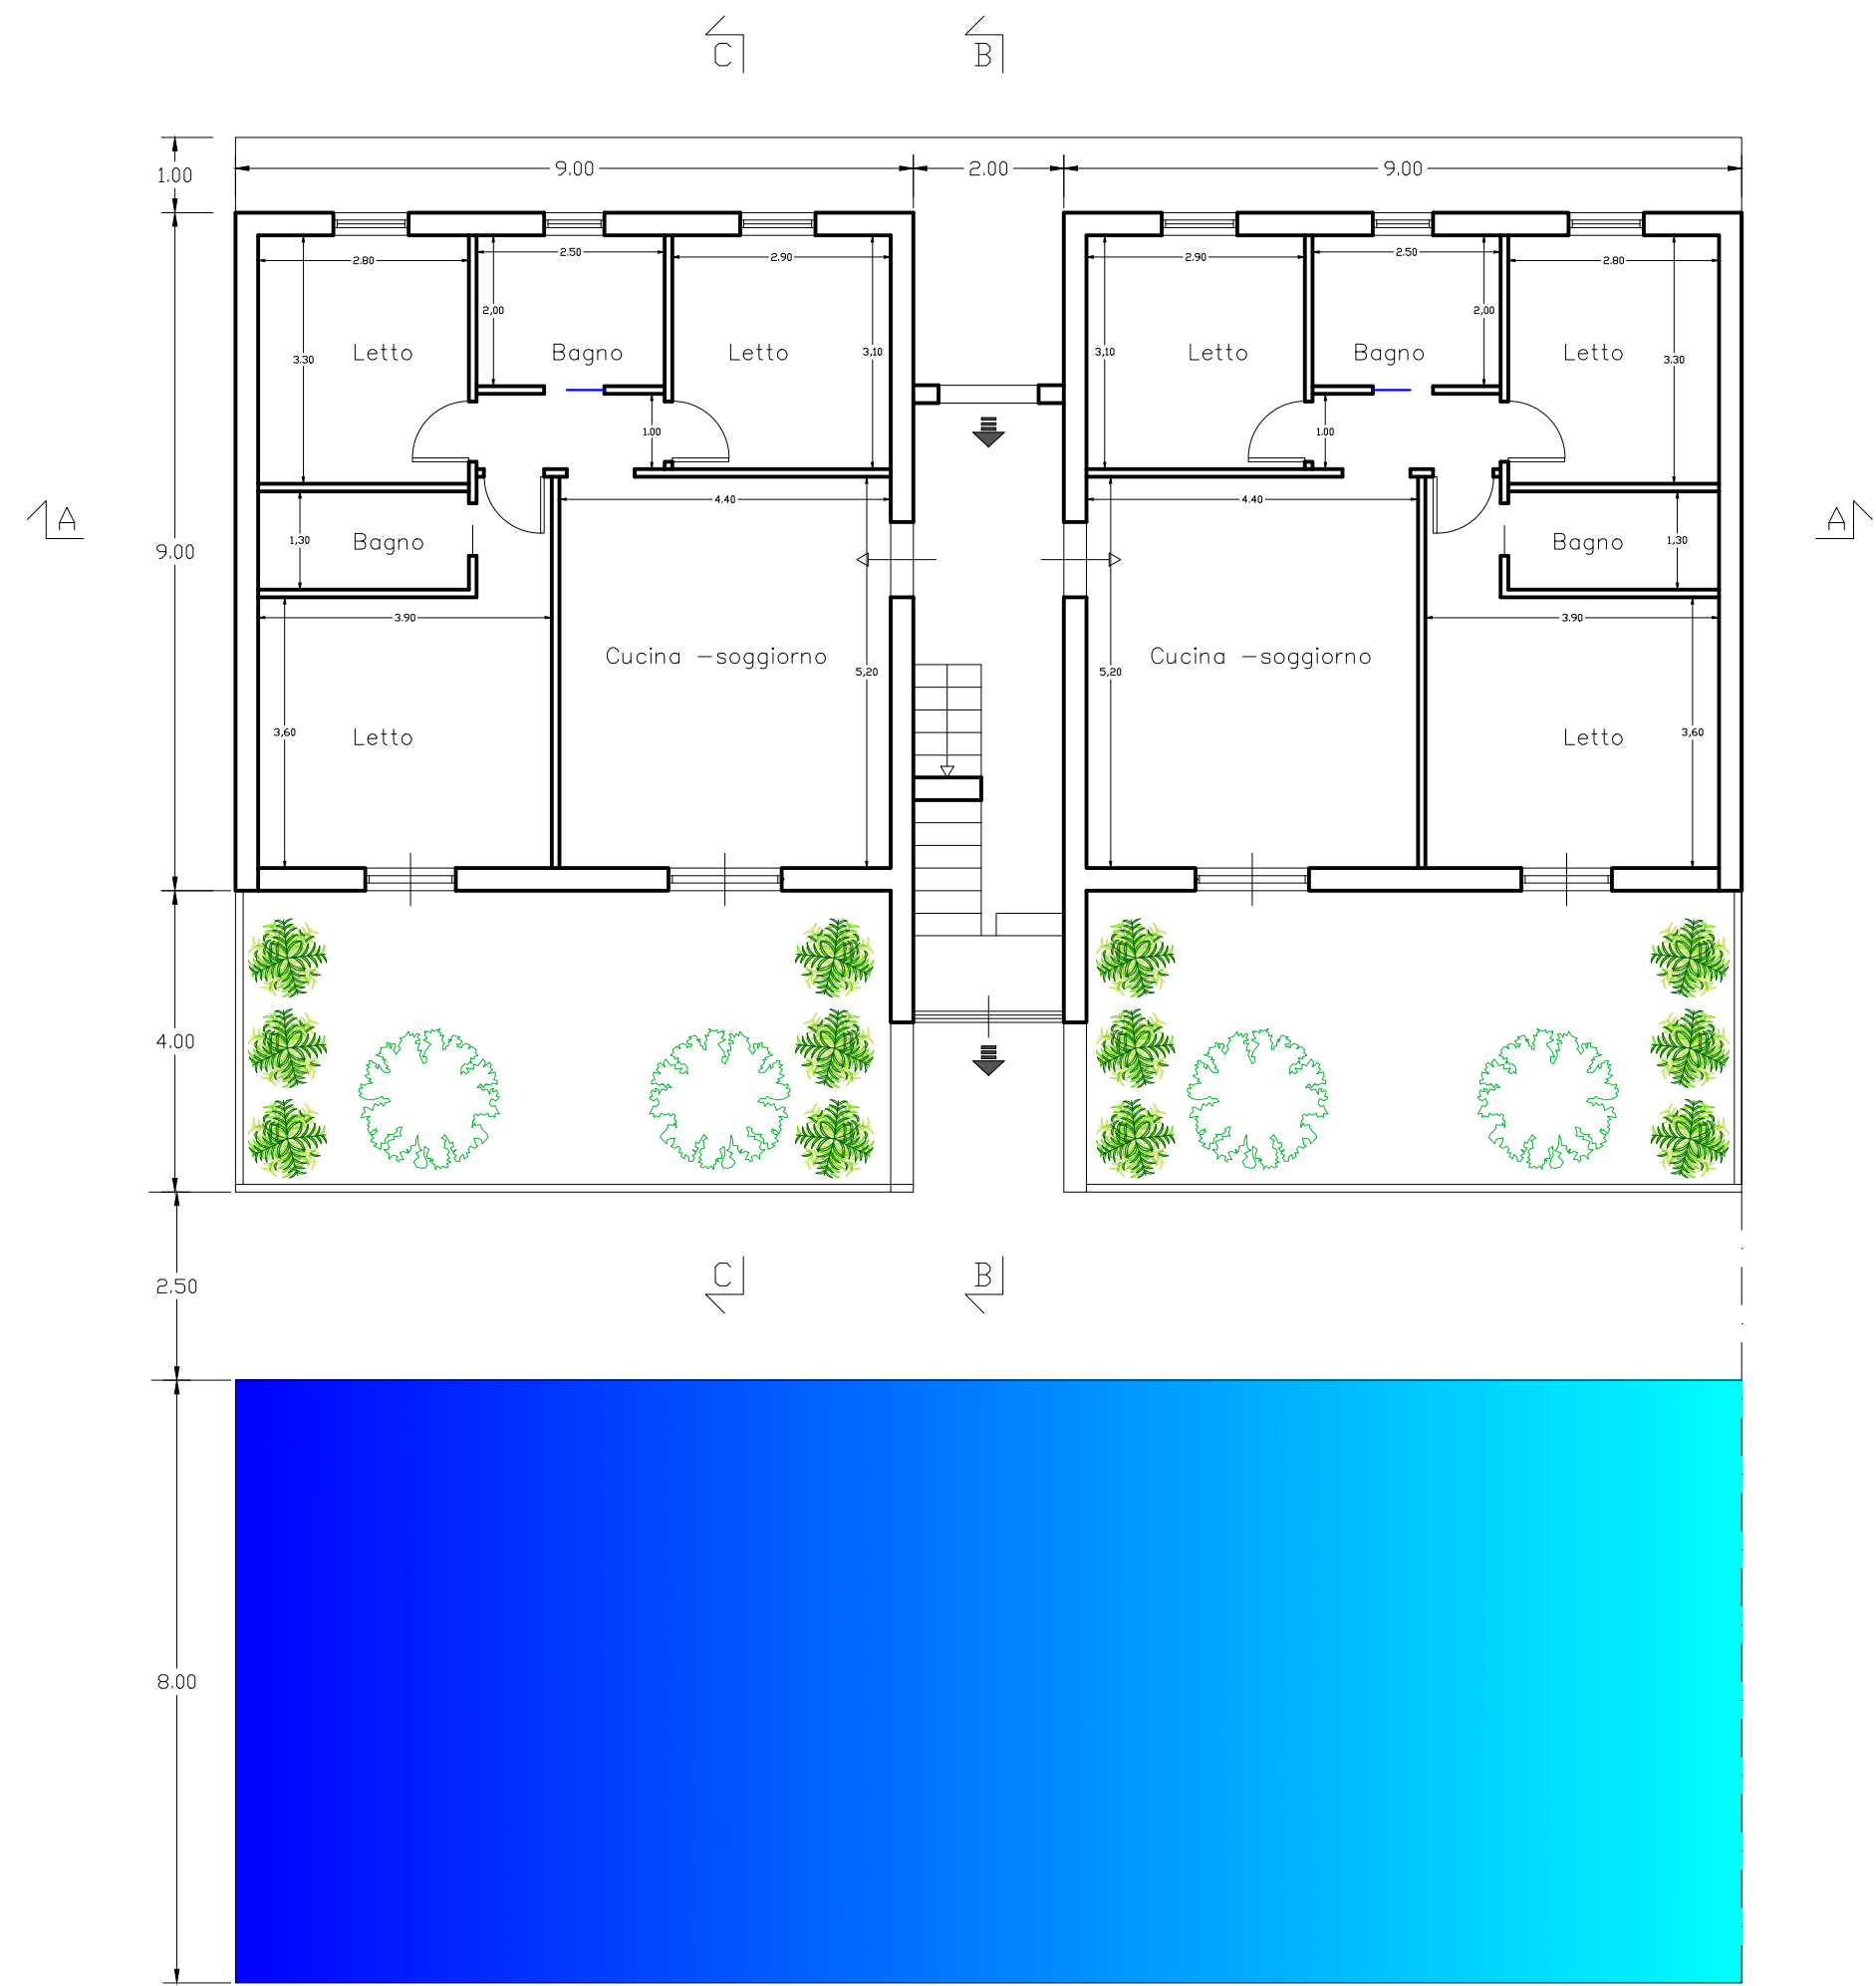 C B
1.00
9.00 2.00 9.00
2.80 2.50 2.90 2.90 2.50 2.80
2,00 2,00
3.30 Letto Bagno Letto 3,10 3,10 Letto Bagno Letto 3.30
1.00 1.00
4.40 4.40
A A
9.00 1,30 Bagno Bagno 1,30
3.90 3.90
Cucina -soggiorno Cucina -soggiorno
5,20 5,20
3,60 Letto Letto 3,60
4.00
2.50 C B
8.00